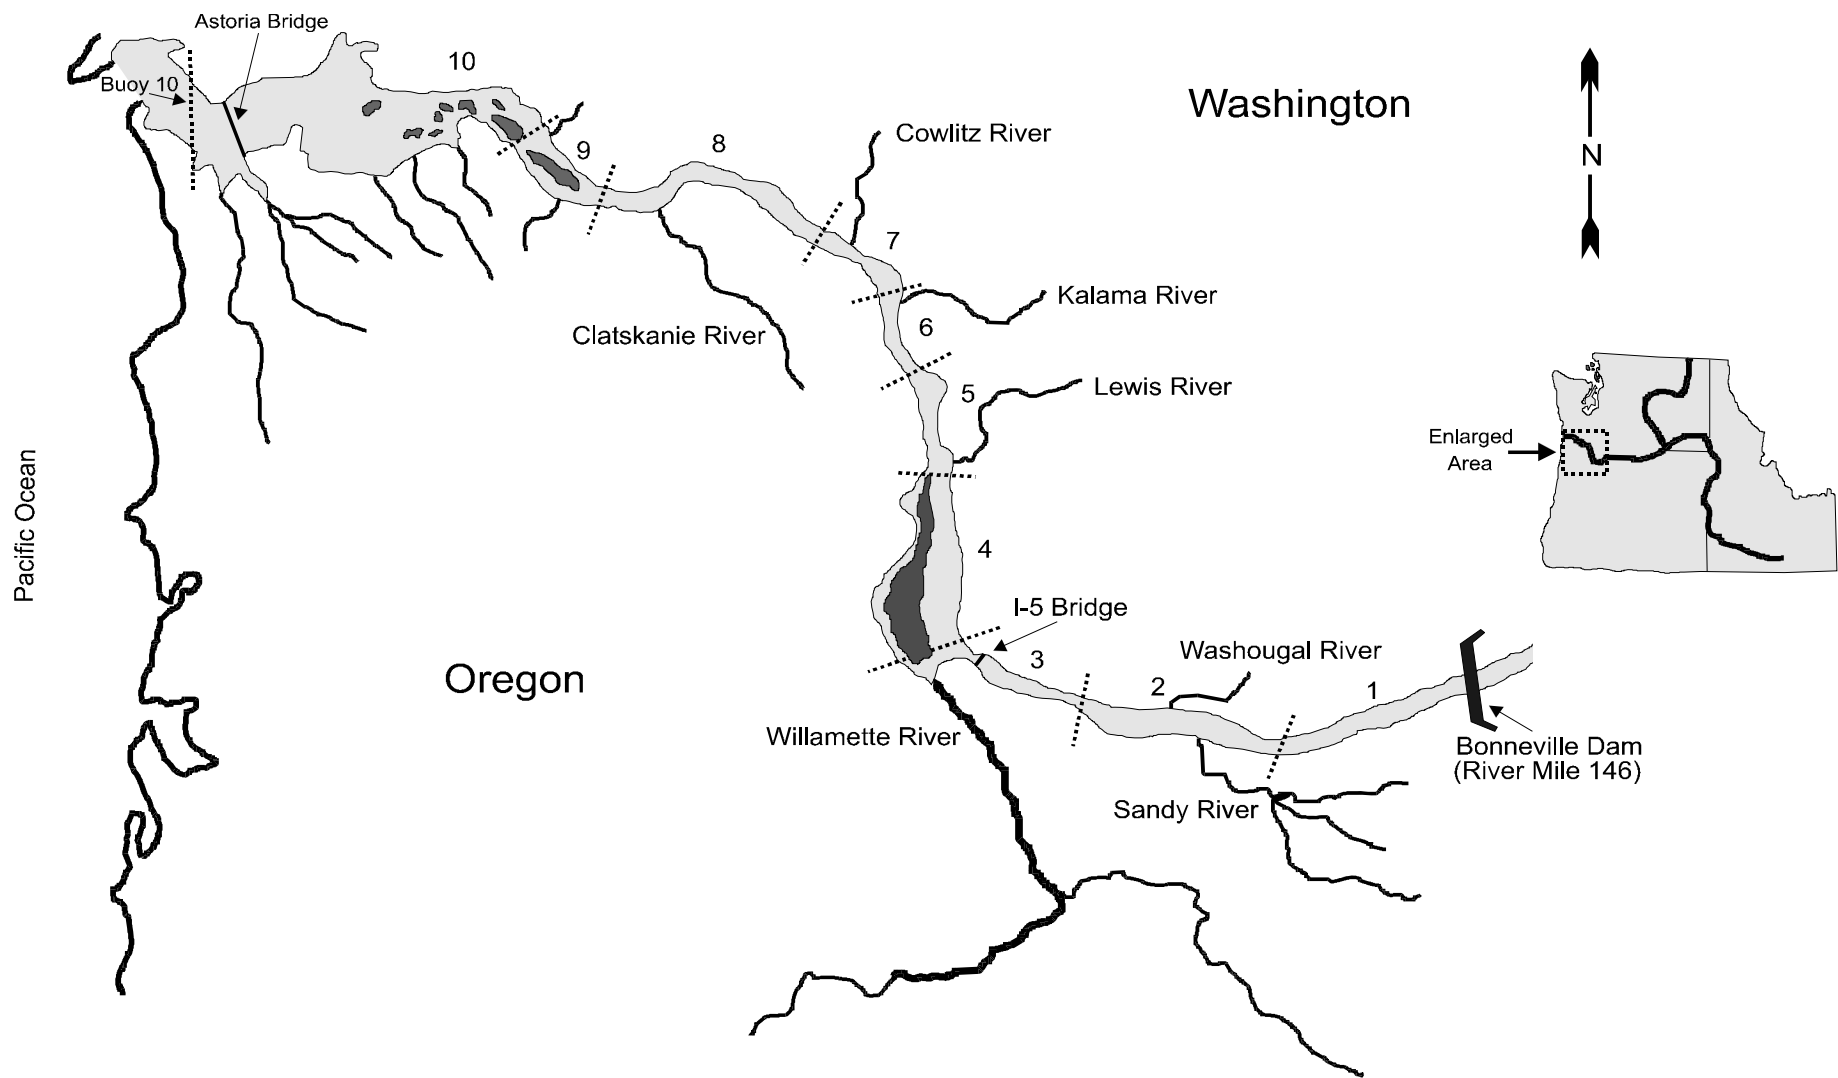 Astoria Bridge
10
Buoy 10
Washington
Cowlitz River
8
9
N
7
Kalama River
Clatskanie River
6
Lewis River
5
Enlarged
Area
Pacific Ocean
4
I-5 Bridge
3
Washougal River
Oregon
2
1
Willamette River
Bonneville Dam
(River Mile 146)
Sandy River